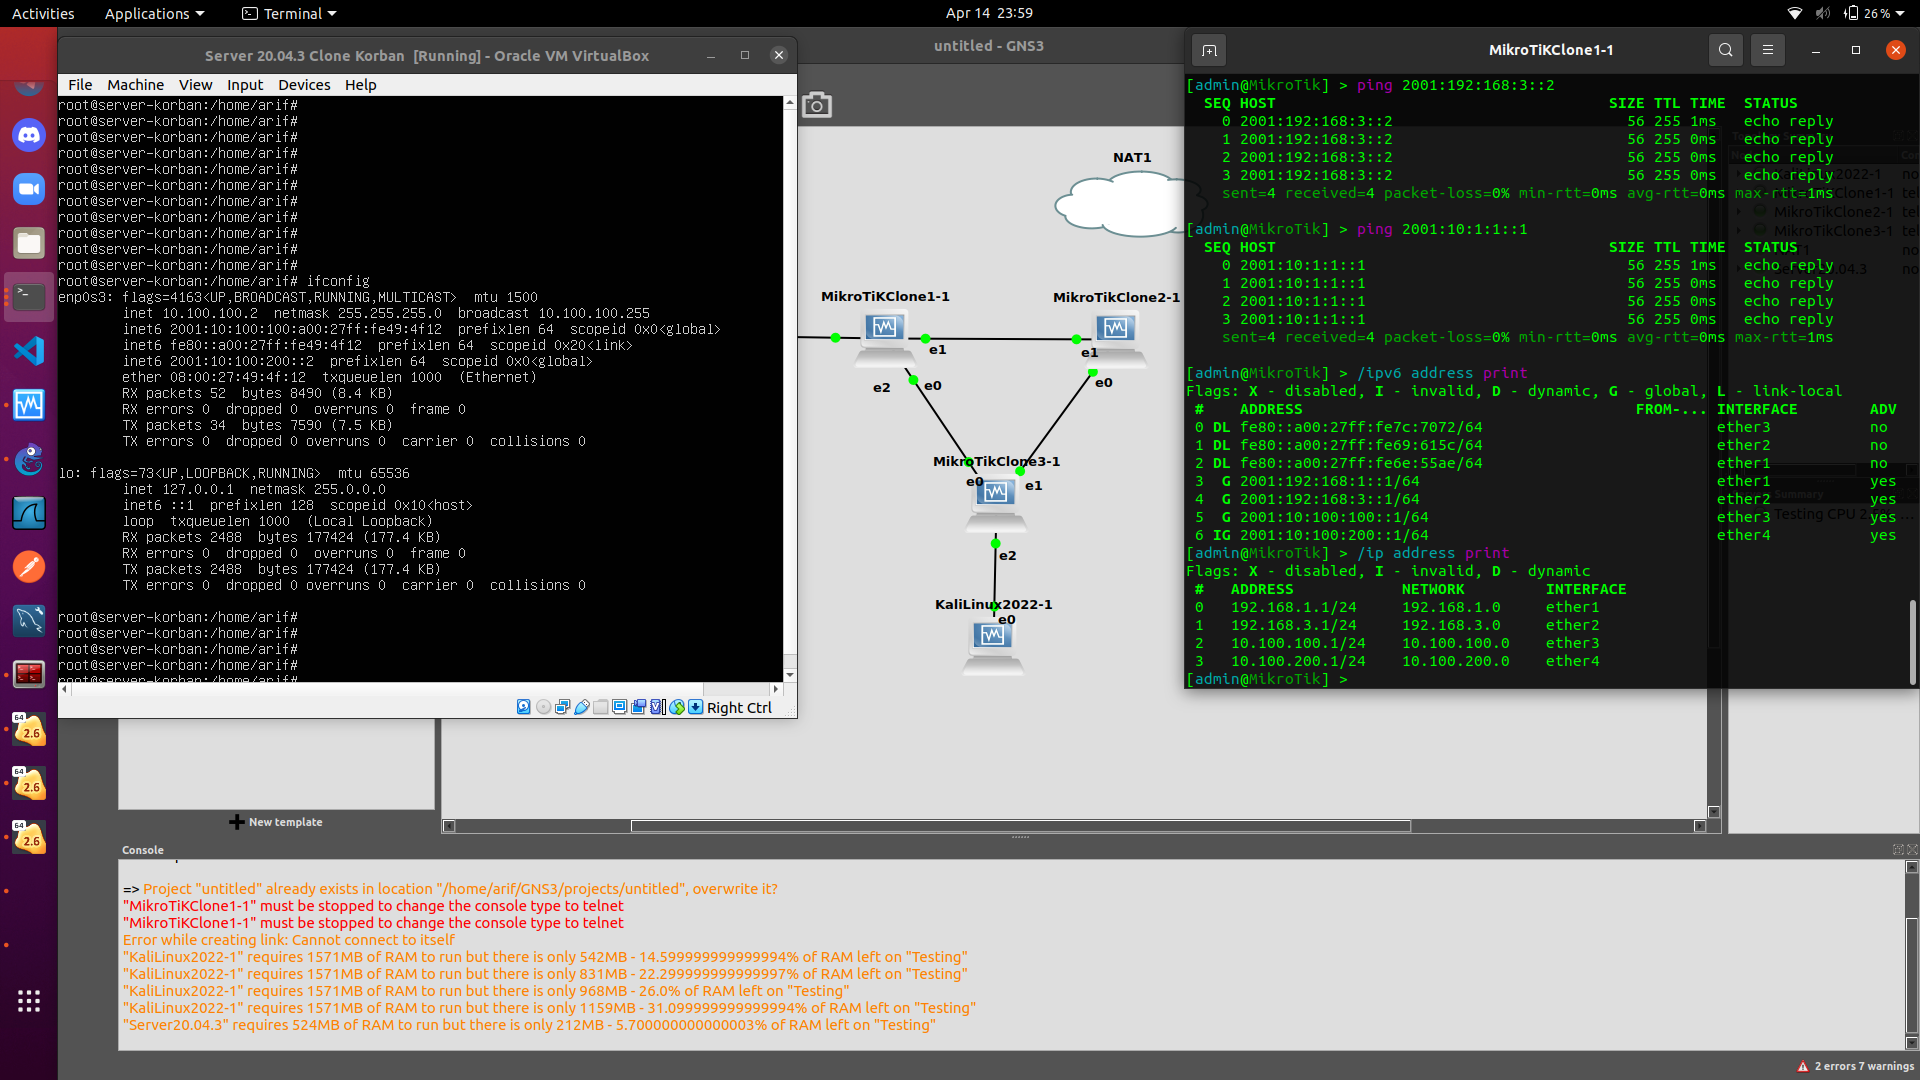 Activities
Applications
Terminal
Apr 14  23:59
26 %
Server 20.04.3 Clone Korban  [Running] - Oracle VM VirtualBox
File Machine View Input Devices Help
root@server-korban:/home/arif#
root@server-korban:/home/arif#
root@server-korban:/home/arif#
root@server-korban:/home/arif#
root@server-korban:/home/arif#
root@server-korban:/home/arif#
root@server-korban:/home/arif#
root@server-korban:/home/arif#
root@server-korban:/home/arif#
root@server-korban:/home/arif#
root@server-korban:/home/arif#
root@server-korban:/home/arif# ifconfig
enp0s3: flags=4163<UP,BROADCAST,RUNNING,MULTICAST>  mtu 1500
inet 10.100.100.2  netmask 255.255.255.0  broadcast 10.100.100.255
inet6 2001:10:100:100:a00:27ff:fe49:4f12  prefixlen 64  scopeid 0x0<global>
inet6 fe80::a00:27ff:fe49:4f12  prefixlen 64  scopeid 0x20<link>
inet6 2001:10:100:200::2  prefixlen 64  scopeid 0x0<global>
ether 08:00:27:49:4f:12  txqueuelen 1000  (Ethernet)
RX packets 52  bytes 8490 (8.4 KB)
RX errors 0  dropped 0  overruns 0  frame 0
TX packets 34  bytes 7590 (7.5 KB)
TX errors 0  dropped 0 overruns 0  carrier 0  collisions 0
lo: flags=73<UP,LOOPBACK,RUNNING>  mtu 65536
inet 127.0.0.1  netmask 255.0.0.0
inet6 ::1  prefixlen 128  scopeid 0x10<host>
loop  txqueuelen 1000  (Local Loopback)
RX packets 2488  bytes 177424 (177.4 KB)
RX errors 0  dropped 0  overruns 0  frame 0
TX packets 2488  bytes 177424 (177.4 KB)
TX errors 0  dropped 0 overruns 0  carrier 0  collisions 0
root@server-korban:/home/arif#
root@server-korban:/home/arif#
root@server-korban:/home/arif#
root@server-korban:/home/arif#
root@server-korban:/home/arif#
Right Ctrl
untitled - GNS3
NAT1
MikroTiKClone1-1
MikroTikClone2-1
e1
e1
e2
e0
e0
MikroTikClone3-1
e0
e1
e2
KaliLinux2022-1
e0
MikroTiKClone1-1
[admin@MikroTik] > ping 2001:192:168:3::2
SEQ HOST SIZE TTL TIME STATUS
0 2001:192:168:3::2 56 255 1ms echo reply
1 2001:192:168:3::2 56 255 0ms echo reply
2 2001:192:168:3::2 56 255 0ms echo reply
3 2001:192:168:3::2 56 255 0ms echo reply
sent=4 received=4 packet-loss=0% min-rtt=0ms avg-rtt=0ms max-rtt=1ms
[admin@MikroTik] > ping 2001:10:1:1::1
SEQ HOST SIZE TTL TIME STATUS
0 2001:10:1:1::1 56 255 1ms echo reply
1 2001:10:1:1::1 56 255 0ms echo reply
2 2001:10:1:1::1 56 255 0ms echo reply
3 2001:10:1:1::1 56 255 0ms echo reply
sent=4 received=4 packet-loss=0% min-rtt=0ms avg-rtt=0ms max-rtt=1ms
[admin@MikroTik] > /ipv6 address print
Flags: X - disabled, I - invalid, D - dynamic, G - global, L - link-local
# ADDRESS FROM-... INTERFACE ADV
0 DL fe80::a00:27ff:fe7c:7072/64 ether3 no
1 DL fe80::a00:27ff:fe69:615c/64 ether2 no
2 DL fe80::a00:27ff:fe6e:55ae/64 ether1 no
3 G 2001:192:168:1::1/64 ether1 yes
4 G 2001:192:168:3::1/64 ether2 yes
5 G 2001:10:100:100::1/64 ether3 yes
6 IG 2001:10:100:200::1/64 ether4 yes
[admin@MikroTik] > /ip address print
Flags: X - disabled, I - invalid, D - dynamic
# ADDRESS NETWORK INTERFACE
0 192.168.1.1/24 192.168.1.0 ether1
1 192.168.3.1/24 192.168.3.0 ether2
2 10.100.100.1/24 10.100.100.0 ether3
3 10.100.200.1/24 10.100.200.0 ether4
[admin@MikroTik] >
MikroTikClone2-1 tel
MikroTikClone3-1 tel
Summary
Testing CPU
New template
Console
=> Project "untitled" already exists in location "/home/arif/GNS3/projects/untitled", overwrite it?
"MikroTiKClone1-1" must be stopped to change the console type to telnet
"MikroTiKClone1-1" must be stopped to change the console type to telnet
Error while creating link: Cannot connect to itself
"KaliLinux2022-1" requires 1571MB of RAM to run but there is only 542MB - 14.599999999999994% of RAM left on "Testing"
"KaliLinux2022-1" requires 1571MB of RAM to run but there is only 831MB - 22.299999999999997% of RAM left on "Testing"
"KaliLinux2022-1" requires 1571MB of RAM to run but there is only 968MB - 26.0% of RAM left on "Testing"
"KaliLinux2022-1" requires 1571MB of RAM to run but there is only 1159MB - 31.099999999999994% of RAM left on "Testing"
"Server20.04.3" requires 524MB of RAM to run but there is only 212MB - 5.700000000000003% of RAM left on "Testing"
2 errors 7 warnings
64
2.6
64
2.6
64
2.6